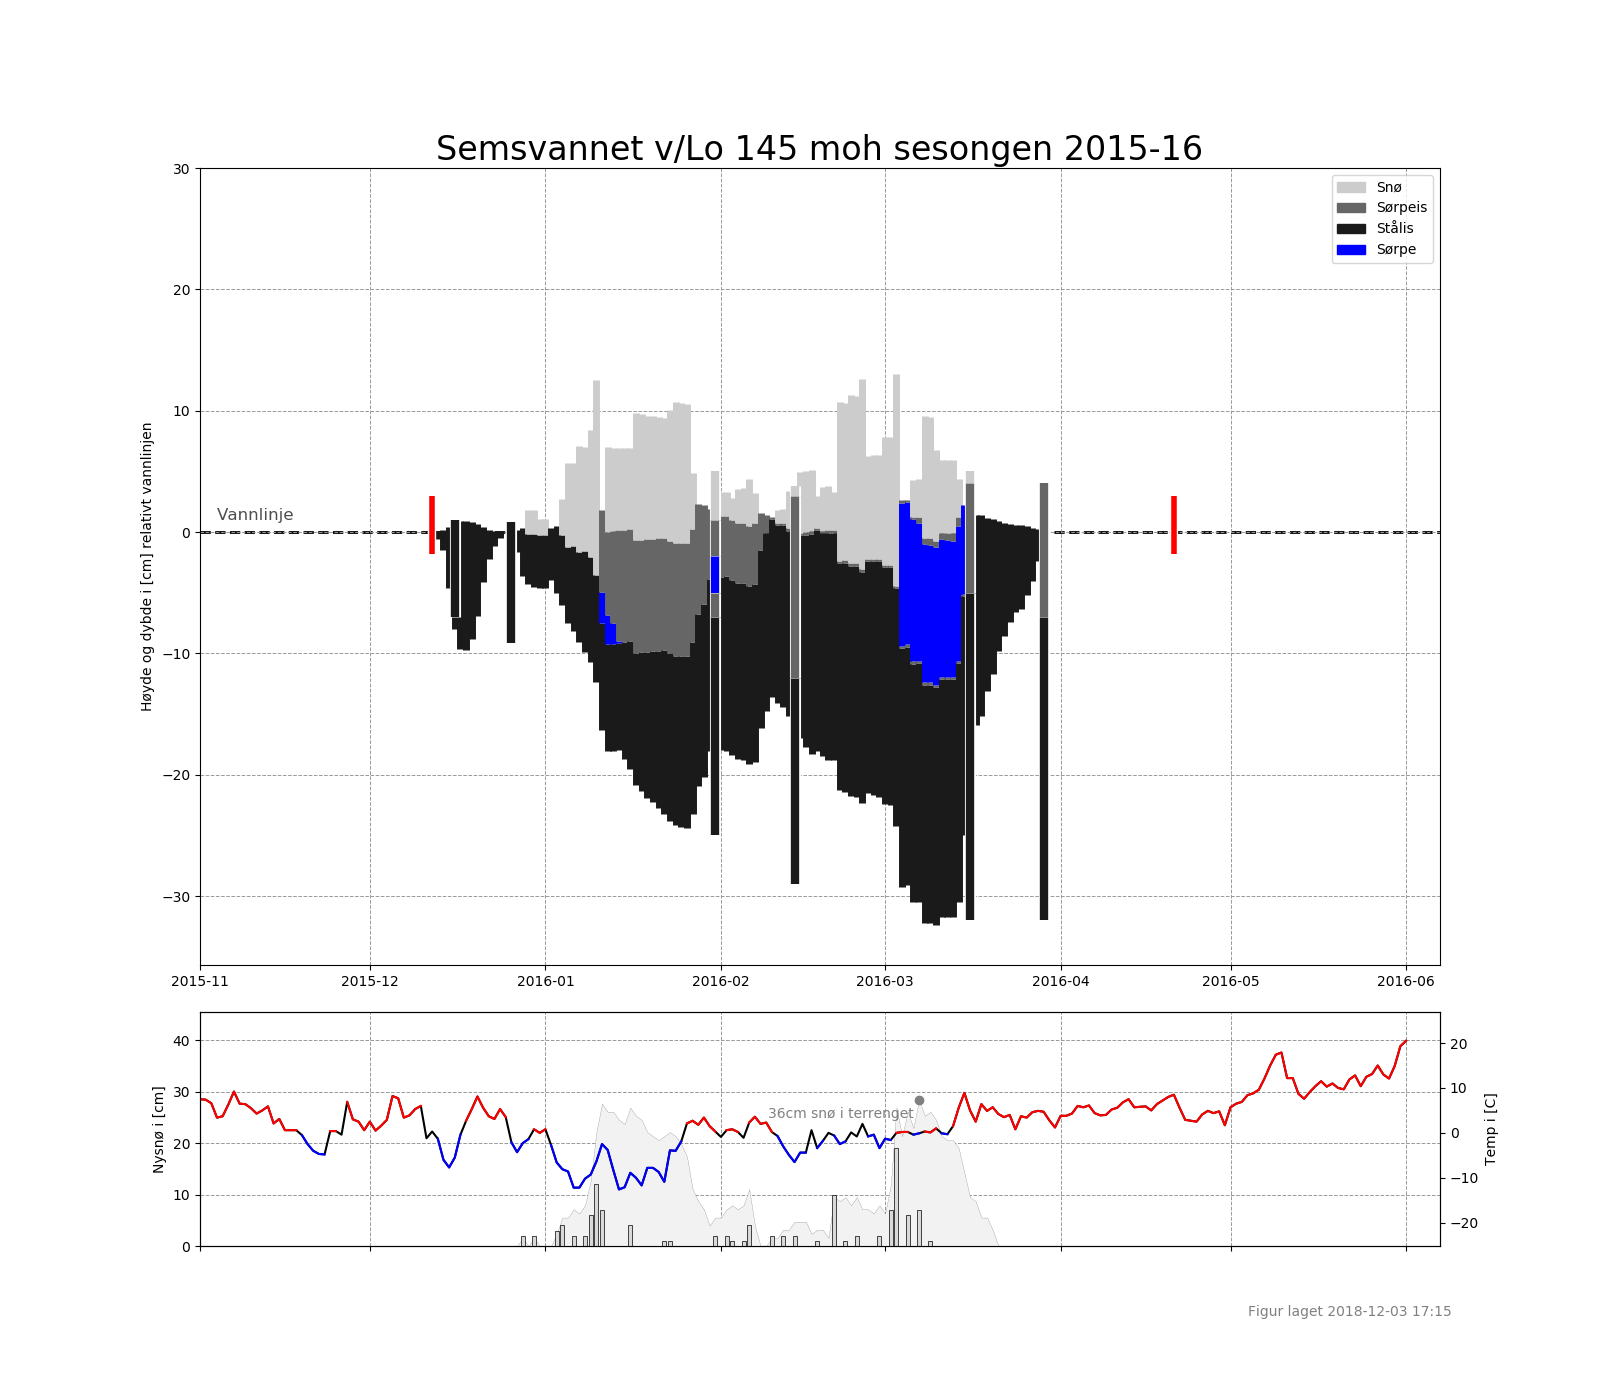 Semsvannet v/Lo 145 moh sesongen 2015-16
30
20
10
0
−10
−20
−30
Høyde og dybde i [cm] relativt vannlinjen
Vannlinje
Snø
Sørpeis
Stålis
Sørpe
2015-11 2015-12 2016-01 2016-02 2016-03 2016-04 2016-05 2016-06
40
30
20
10
0
Nysnø i [cm]
36cm snø i terrenget
20
10
0
−10
−20
Temp i [C]
Figur laget 2018-12-03 17:15